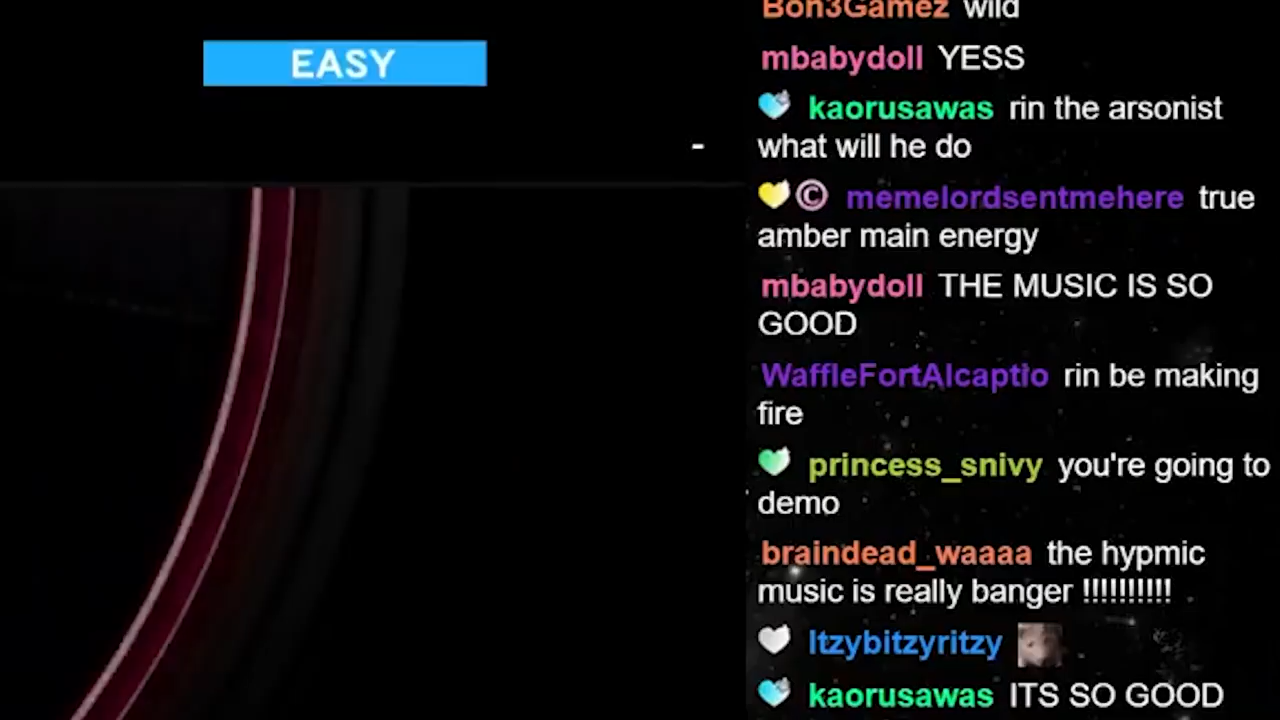 EASY
-
Bon3Gamez wild
mbabydoll YESS
kaorusawas rin the arsonist
what will he do
© memelordsentmehere true
amber main energy
mbabydoll THE MUSIC IS SO
GOOD
WaffleFortAlcaptio rin be making
fire
princess_snivy you're going to
demo
braindead_waaaa the hypmic
music is really banger !!!!!!!!!!
Itzybitzyritzy
kaorusawas ITS SO GOOD